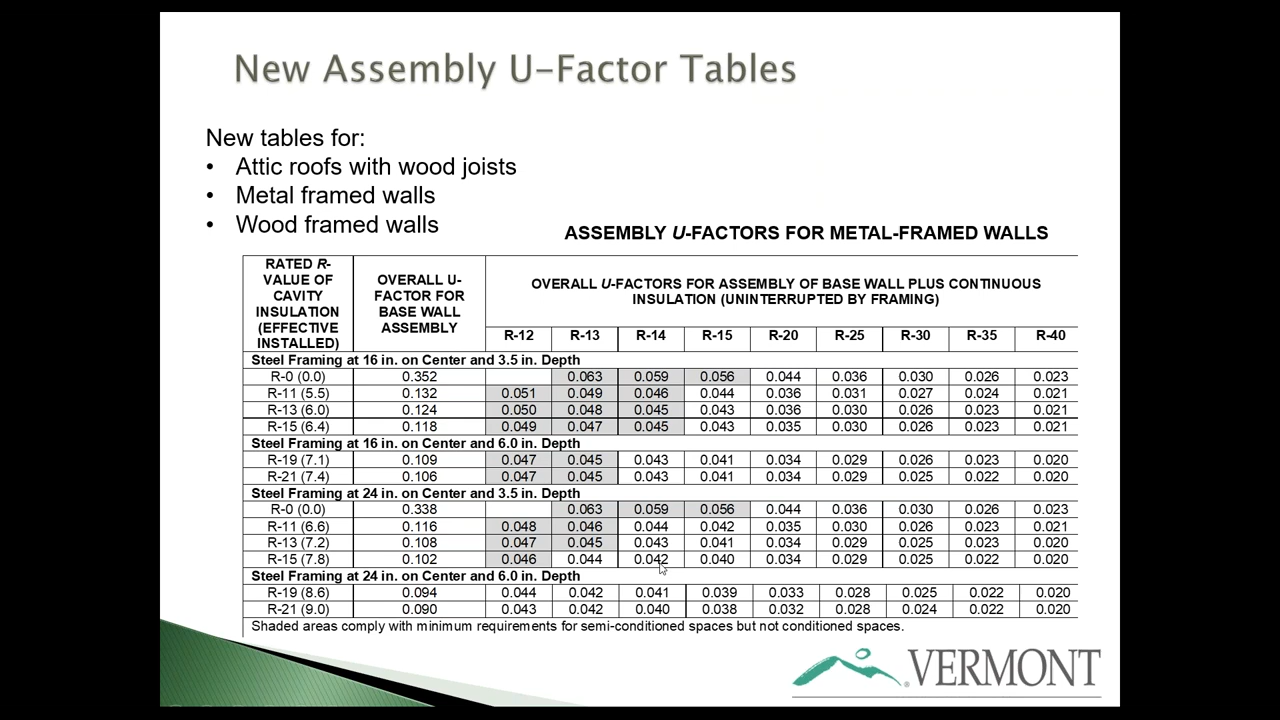 New Assembly U-Factor Tables
New tables for:
• Attic roofs with wood joists
• Metal framed walls
• Wood framed walls
ASSEMBLY U-FACTORS FOR METAL-FRAMED WALLS
RATED R-VALUE OF CAVITY INSULATION (EFFECTIVE INSTALLED) OVERALL U-FACTOR FOR BASE WALL ASSEMBLY OVERALL U-FACTORS FOR ASSEMBLY OF BASE WALL PLUS CONTINUOUS INSULATION (UNINTERRUPTED BY FRAMING)
R-12 R-13 R-14 R-15 R-20 R-25 R-30 R-35 R-40
Steel Framing at 16 in. on Center and 3.5 in. Depth
R-0 (0.0) 0.352 0.063 0.059 0.056 0.044 0.036 0.030 0.026 0.023
R-11 (5.5) 0.132 0.051 0.049 0.046 0.044 0.036 0.031 0.027 0.024 0.021
R-13 (6.0) 0.124 0.050 0.048 0.045 0.043 0.036 0.030 0.026 0.023 0.021
R-15 (6.4) 0.118 0.049 0.047 0.045 0.043 0.035 0.030 0.026 0.023 0.021
Steel Framing at 16 in. on Center and 6.0 in. Depth
R-19 (7.1) 0.109 0.047 0.045 0.043 0.041 0.034 0.029 0.026 0.023 0.020
R-21 (7.4) 0.106 0.047 0.045 0.043 0.041 0.034 0.029 0.025 0.022 0.020
Steel Framing at 24 in. on Center and 3.5 in. Depth
R-0 (0.0) 0.338 0.063 0.059 0.056 0.044 0.036 0.030 0.026 0.023
R-11 (6.6) 0.116 0.048 0.046 0.044 0.042 0.035 0.030 0.026 0.023 0.021
R-13 (7.2) 0.108 0.047 0.045 0.043 0.041 0.034 0.029 0.025 0.023 0.020
R-15 (7.8) 0.102 0.046 0.044 0.042 0.040 0.034 0.029 0.025 0.022 0.020
Steel Framing at 24 in. on Center and 6.0 in. Depth
R-19 (8.6) 0.094 0.044 0.042 0.041 0.039 0.033 0.028 0.025 0.022 0.020
R-21 (9.0) 0.090 0.043 0.042 0.040 0.038 0.032 0.028 0.024 0.022 0.020
Shaded areas comply with minimum requirements for semi-conditioned spaces but not conditioned spaces.
VERMONT